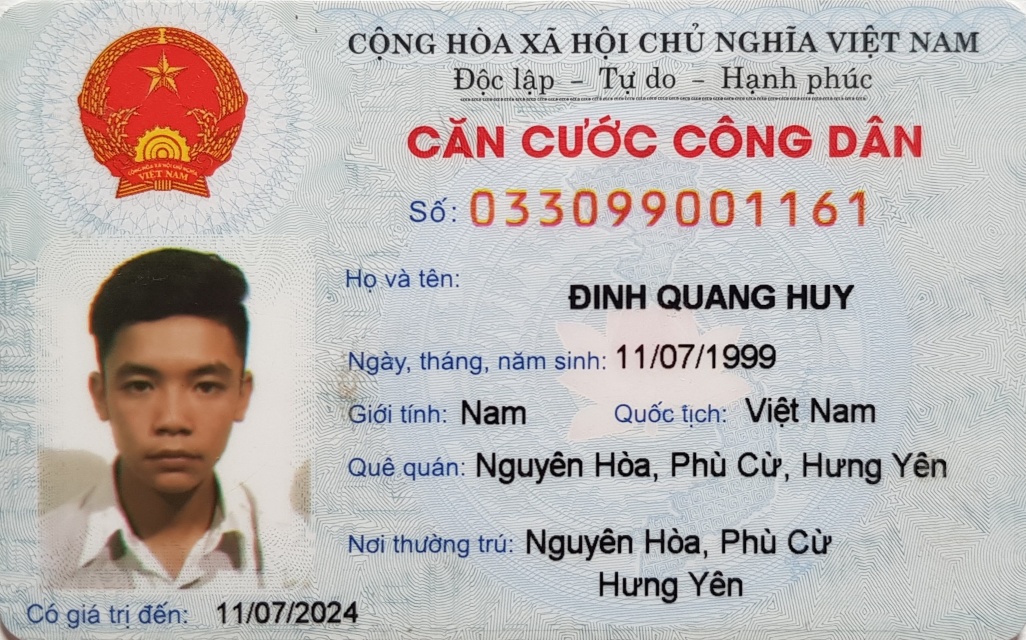 CỘNG HÒA XÃ HỘI CHỦ NGHĨA VIỆT NAM
Độc lập – Tự do – Hạnh phúc
CĂN CƯỚC CÔNG DÂN
Số: 033099001161
CỘNG HÒA XÃ HỘI CHỦ NGHĨA
VIỆT NAM
Họ và tên:
ĐINH QUANG HUY
Ngày, tháng, năm sinh: 11/07/1999
Giới tính: Nam Quốc tịch: Việt Nam
Quê quán: Nguyên Hòa, Phù Cừ, Hưng Yên
Nơi thường trú: Nguyên Hòa, Phù Cừ
Hưng Yên
Có giá trị đến: 11/07/2024